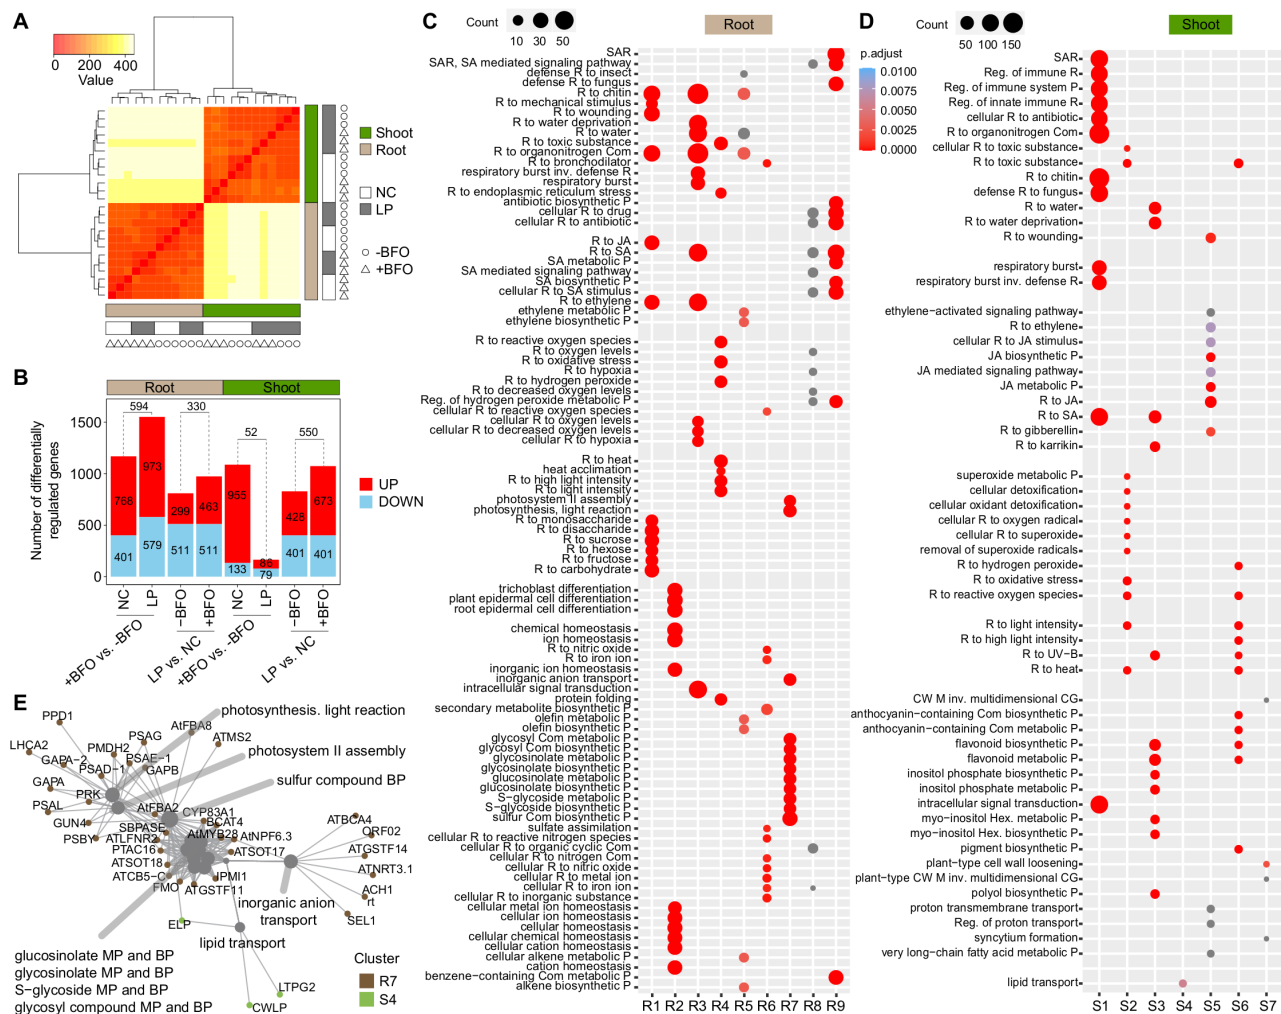 A
0 200 400
Value
Shoot
Root
NC
LP
-BFO
+BFO
B
Root
Shoot
Number of differentially
regulated genes
1500
1000
500
0
594
330
52
550
768
401
973
579
299
511
463
511
955
133
86
79
428
401
673
401
UP
DOWN
NC
LP
−BFO
+BFO
NC
LP
−BFO
+BFO
+BFO vs. -BFO
LP vs. NC
+BFO vs. -BFO
LP vs. NC
C
Count
10 30 50
Root
SAR
SAR, SA mediated signaling pathway
defense R to insect
defense R to fungus
R to chitin
R to mechanical stimulus
R to wounding
R to water deprivation
R to water
R to toxic substance
R to organonitrogen Com
R to bronchodilator
respiratory burst inv. defense R
respiratory burst
R to endoplasmic reticulum stress
antibiotic biosynthetic P
cellular R to drug
cellular R to antibiotic
R to JA
R to SA
SA metabolic P
SA mediated signaling pathway
SA biosynthetic P
cellular R to SA stimulus
R to ethylene
ethylene metabolic P
ethylene biosynthetic P
R to reactive oxygen species
R to oxygen levels
R to oxidative stress
R to hypoxia
R to hydrogen peroxide
R to decreased oxygen levels
Reg. of hydrogen peroxide metabolic P
cellular R to reactive oxygen species
cellular R to oxygen levels
cellular R to decreased oxygen levels
cellular R to hypoxia
R to heat
heat acclimation
R to high light intensity
R to light intensity
photosystem II assembly
photosynthesis, light reaction
R to monosaccharide
R to disaccharide
R to sucrose
R to hexose
R to fructose
R to carbohydrate
trichoblast differentiation
plant epidermal cell differentiation
root epidermal cell differentiation
chemical homeostasis
ion homeostasis
R to nitric oxide
R to iron ion
inorganic ion homeostasis
inorganic anion transport
intracellular signal transduction
protein folding
secondary metabolite biosynthetic P
olefin metabolic P
olefin biosynthetic P
glycosyl Com metabolic P
glycosyl Com biosynthetic P
glycosinolate metabolic P
glycosinolate biosynthetic P
glucosinolate metabolic P
glucosinolate biosynthetic P
S-glycoside metabolic P
S-glycoside biosynthetic P
sulfur Com biosynthetic P
sulfate assimilation
cellular R to reactive nitrogen species
cellular R to organic cyclic Com
cellular R to nitrogen Com
cellular R to nitric oxide
cellular R to metal ion
cellular R to iron ion
cellular R to inorganic substance
cellular metal ion homeostasis
cellular ion homeostasis
cellular homeostasis
cellular chemical homeostasis
cellular cation homeostasis
cellular alkene metabolic P
cation homeostasis
benzene-containing Com metabolic P
alkene biosynthetic P
R1 R2 R3 R4 R5 R6 R7 R8 R9
p.adjust
0.0100
0.0075
0.0050
0.0025
0.0000
D
Count
50 100 150
Shoot
SAR
Reg. of immune R
Reg. of immune system P
Reg. of innate immune R
cellular R to antibiotic
R to organonitrogen Com
cellular R to toxic substance
R to toxic substance
R to chitin
defense R to fungus
R to water
R to water deprivation
R to wounding
respiratory burst
respiratory burst inv. defense R
ethylene-activated signaling pathway
R to ethylene
cellular R to JA stimulus
JA biosynthetic P
JA mediated signaling pathway
JA metabolic P
R to JA
R to SA
R to gibberellin
R to karrikin
superoxide metabolic P
cellular detoxification
cellular oxidant detoxification
cellular R to oxygen radical
cellular R to superoxide
removal of superoxide radicals
R to hydrogen peroxide
R to oxidative stress
R to reactive oxygen species
R to light intensity
R to high light intensity
R to UV−B
R to heat
CW M inv. multidimensional CG
anthocyanin-containing Com biosynthetic P
anthocyanin-containing Com metabolic P
flavonoid biosynthetic P
flavonoid metabolic P
inositol phosphate biosynthetic P
inositol phosphate metabolic P
intracellular signal transduction
myo-inositol Hex. metabolic P
myo-inositol Hex. biosynthetic P
pigment biosynthetic P
plant-type cell wall loosening
plant-type CW M inv. multidimensional CG
polyol biosynthetic P
proton transmembrane transport
Reg. of proton transport
syncytium formation
very long-chain fatty acid metabolic P
lipid transport
S1 S2 S3 S4 S5 S6 S7
E
photosynthesis. light reaction
photosystem II assembly
sulfur compound BP
PPD1
LHCA2
GAPA-2
PMDH2
PSAG
AtFBA8
ATMS2
PSAE-1
PSAD-1
GAPB
GAPA
PRK
PSAL
GUN4
PSBY
AtFBA2
CYP83A1
BCAT4
SBPASE
AtMYB28
AtNPF6.3
ATLFNR2
PTAC16
ATSOT17
ATSOT18
ATCB5-C
IPMI1
FMO
ATGSTF11
ELP
ATBCA4
ORF02
ATGSTF14
ATNRT3.1
ACH1
rt
SEL1
inorganic anion
transport
lipid transport
LTPG2
CWLP
glucosinolate MP and BP
glycosinolate MP and BP
S-glycoside MP and BP
glycosyl compound MP and BP
Cluster
R7
S4